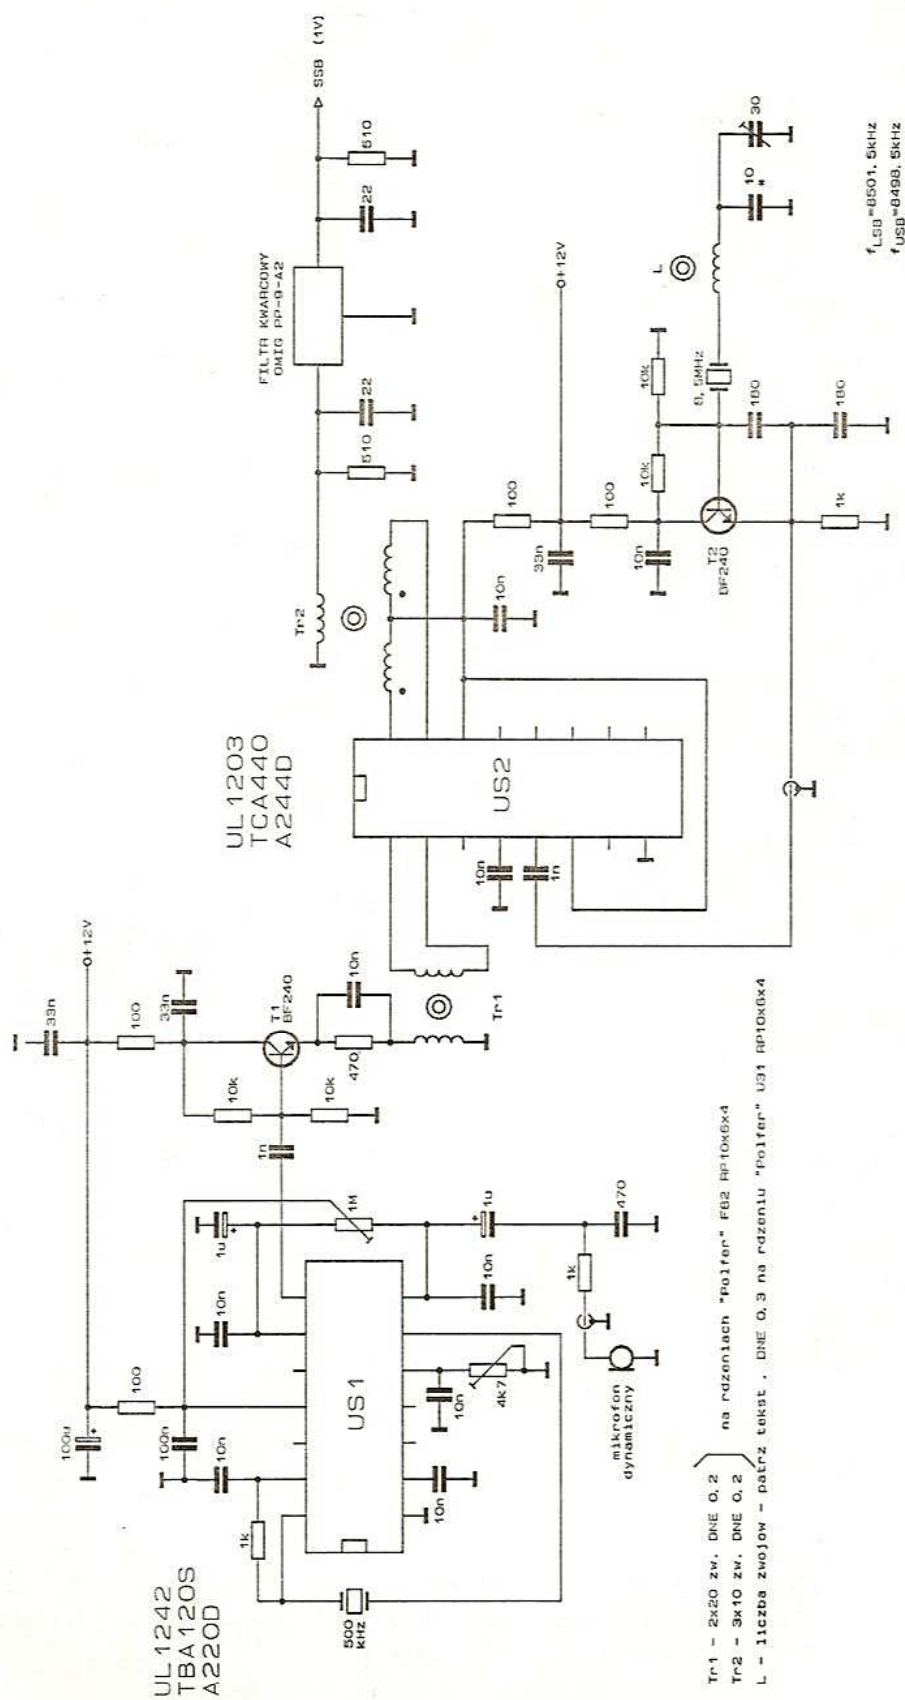 UL1242
TBA120S
A220D
100u
+
100
+12V
33n
100
33n
100n
10n
1k
10n
1u
+
1n
10k
T1
BF240
10k
470
10n
Tr1
500
kHz
US1
1M
10n
10n
4k7
10n
1u
+
1k
470
mikrofon
dynamiczny
UL1203
TCA440
A244D
Tr2
510
22
FILTR KWARCOWY
OMIG PP-9-A2
22
510
SSB (1V)
US2
10n
1n
10n
100
33n
+12V
100
10n
10k
10k
T2
BF240
8,5MHz
L
10
*
30
180
180
1k
fLSB=8501,5kHz
fUSB=8498,5kHz
Tr1 - 2x20 zw. DNE 0,2
Tr2 - 3x10 zw. DNE 0,2
na rdzeniach "Polfer" F82 RP10x6x4
L - liczba zwojow - patrz tekst , DNE 0,3 na rdzeniu "Polfer" U31 RP10x6x4